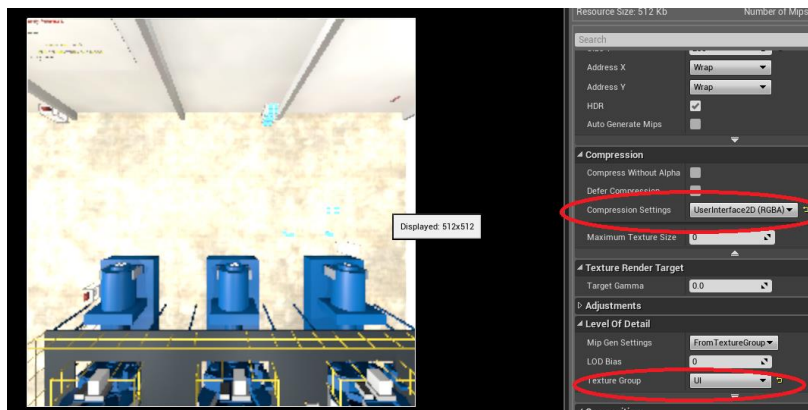 Resource Size: 512 Kb Number of Mips
Search
Address X Wrap
Address Y Wrap
HDR
Auto Generate Mips
Compression
Compress Without Alpha
Defer Compression
Compression Settings UserInterface2D (RGBA)
Maximum Texture Size 0
Displayed: 512x512
Texture Render Target
Target Gamma 0.0
Adjustments
Level Of Detail
Mip Gen Settings FromTextureGroup
LOD Bias 0
Texture Group UI